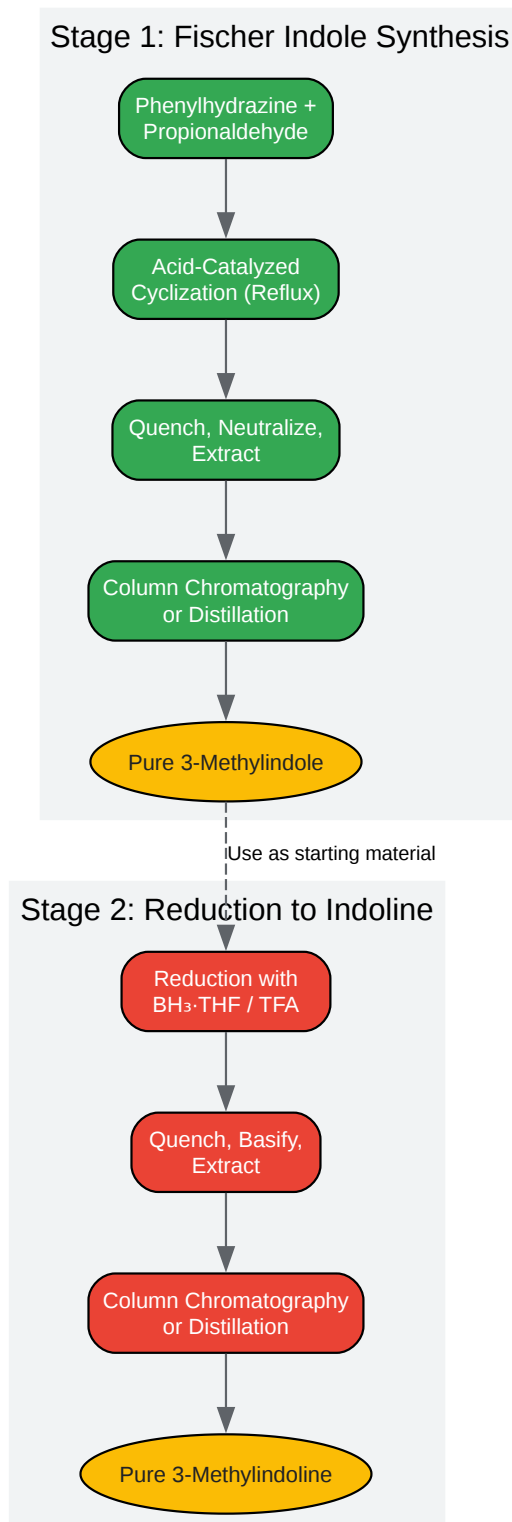 Stage 1: Fischer Indole Synthesis
Phenylhydrazine +
Propionaldehyde
Acid-Catalyzed
Cyclization (Reflux)
Quench, Neutralize,
Extract
Column Chromatography
or Distillation
Pure 3-Methylindole
Use as starting material
Stage 2: Reduction to Indoline
Reduction with
BH₃·THF / TFA
Quench, Basify,
Extract
Column Chromatography
or Distillation
Pure 3-Methylindoline